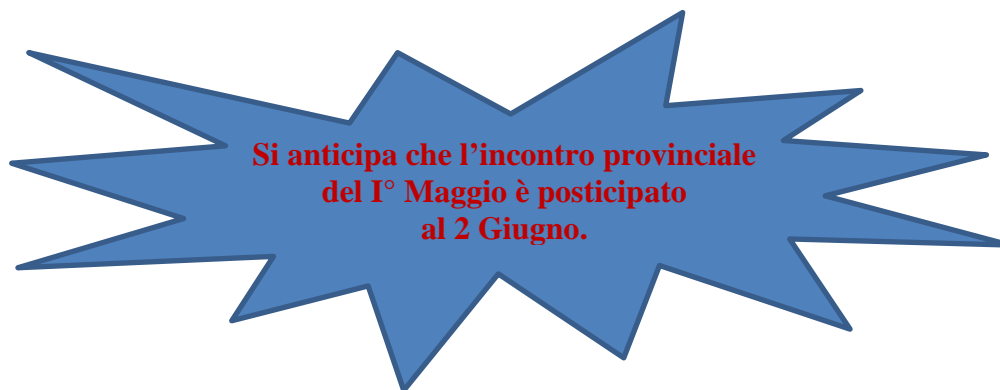 Si anticipa che l’incontro provinciale
del I° Maggio è posticipato
al 2 Giugno.